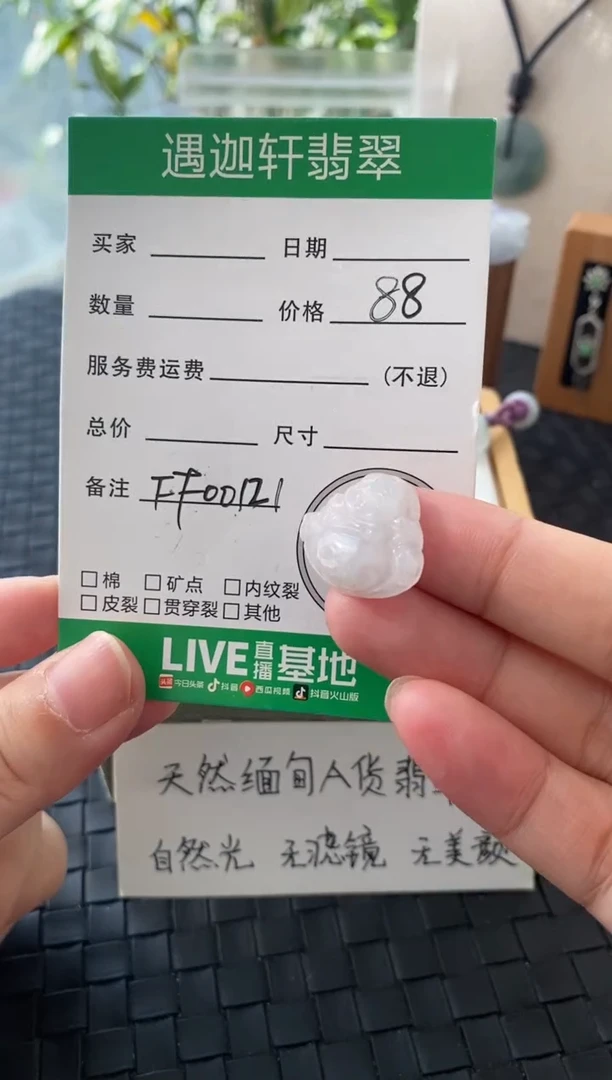 遇迦轩翡翠
买家 日期
数量 价格 88
服务费运费 (不退)
总价 尺寸
备注 FF00121
棉 矿点 内纹裂
皮裂 贯穿裂 其他
LIVE 直播 基地
头条 今日头条 抖音 西瓜视频 抖音火山版
天然缅甸A货翡
自然光 无滤镜 无美颜